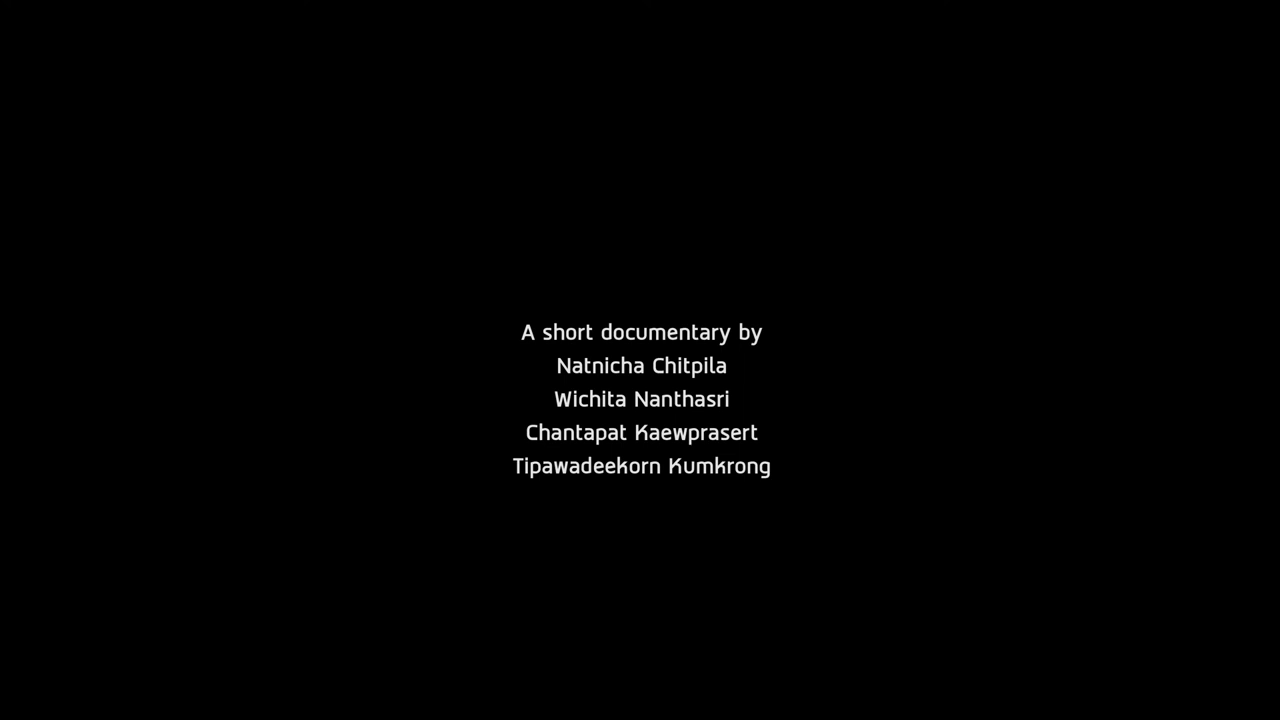 A short documentary by
Natnicha Chitpila
Wichita Nanthasri
Chantapat Kaewprasert
Tipawadeekorn Kumkrong